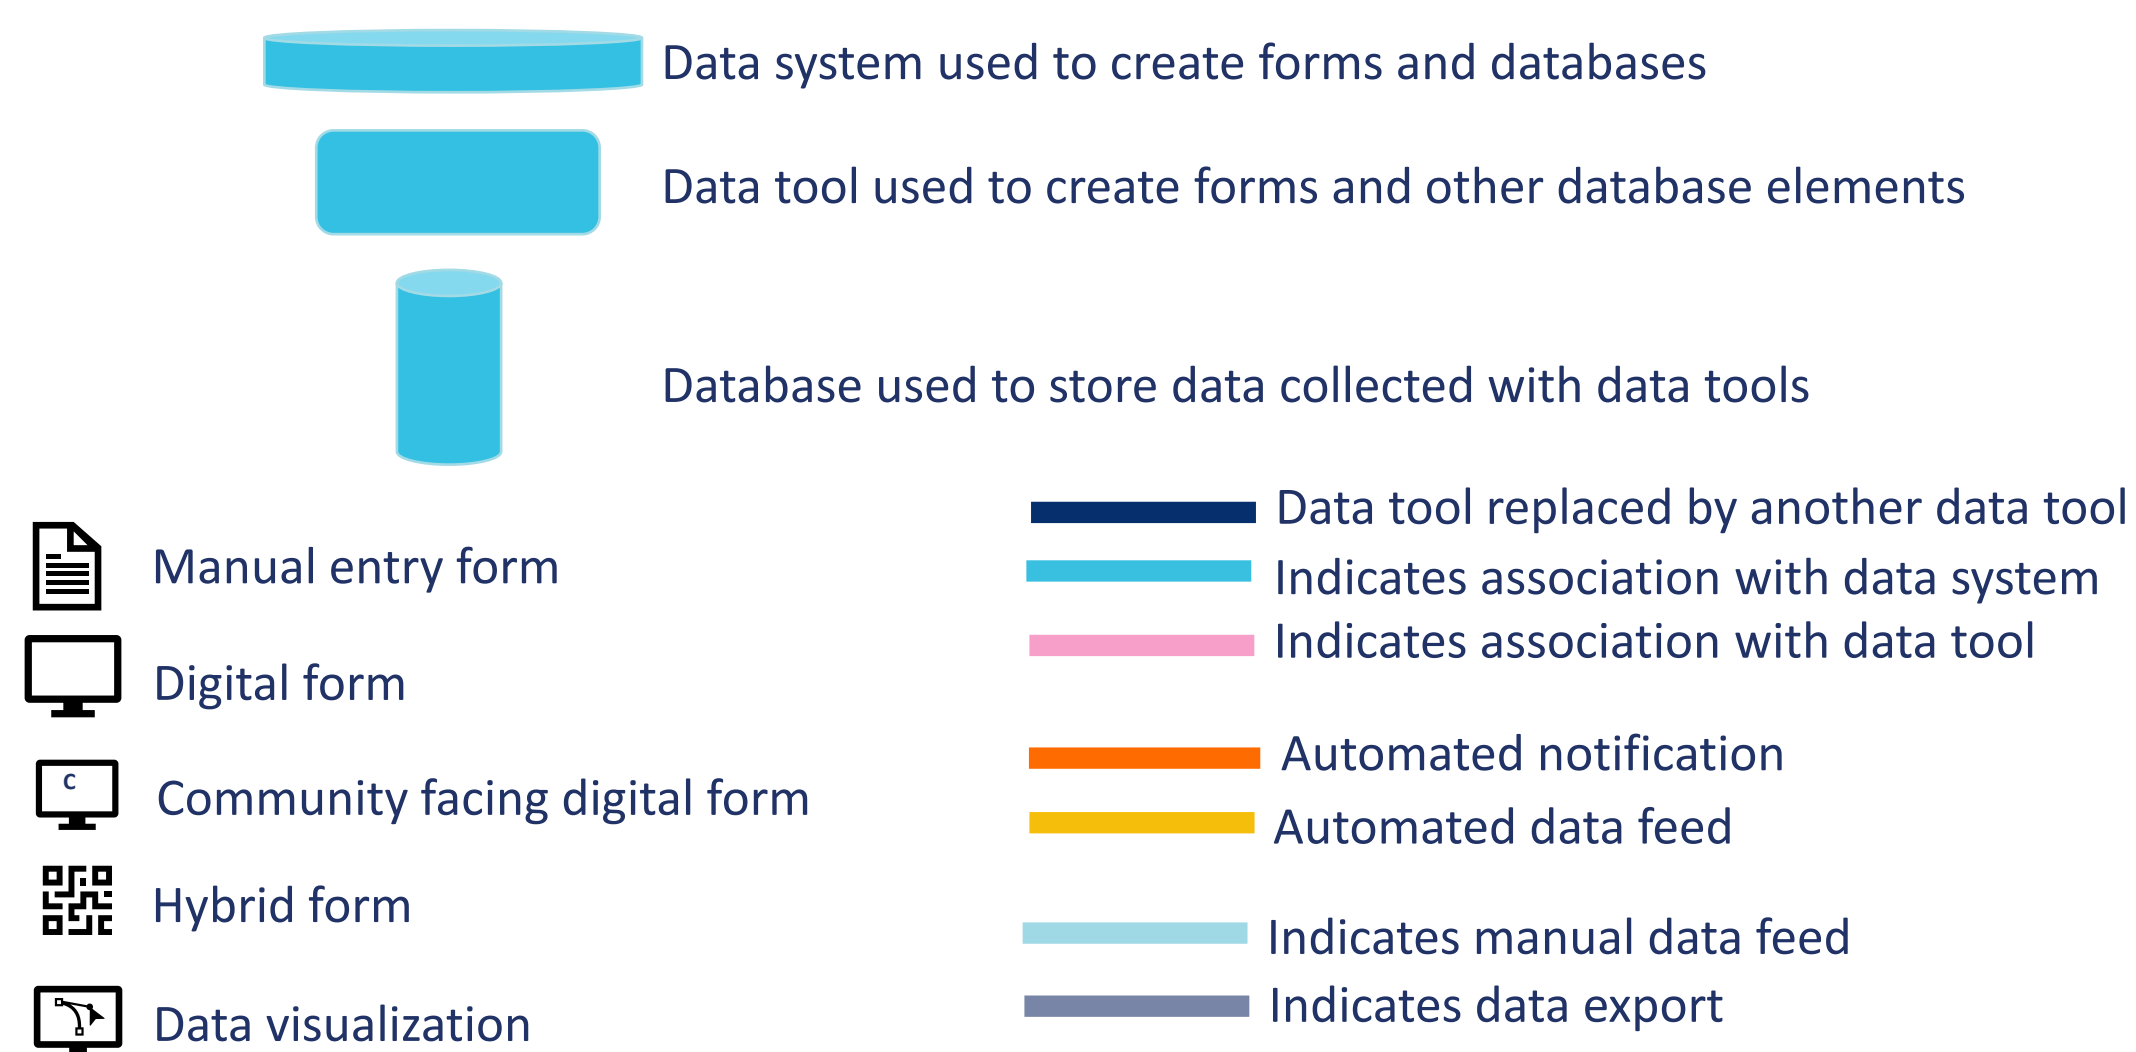 Data system used to create forms and databases
Data tool used to create forms and other database elements
Database used to store data collected with data tools
Manual entry form
Digital form
C
Community facing digital form
Hybrid form
Data visualization
Data tool replaced by another data tool
Indicates association with data system
Indicates association with data tool
Automated notification
Automated data feed
Indicates manual data feed
Indicates data export